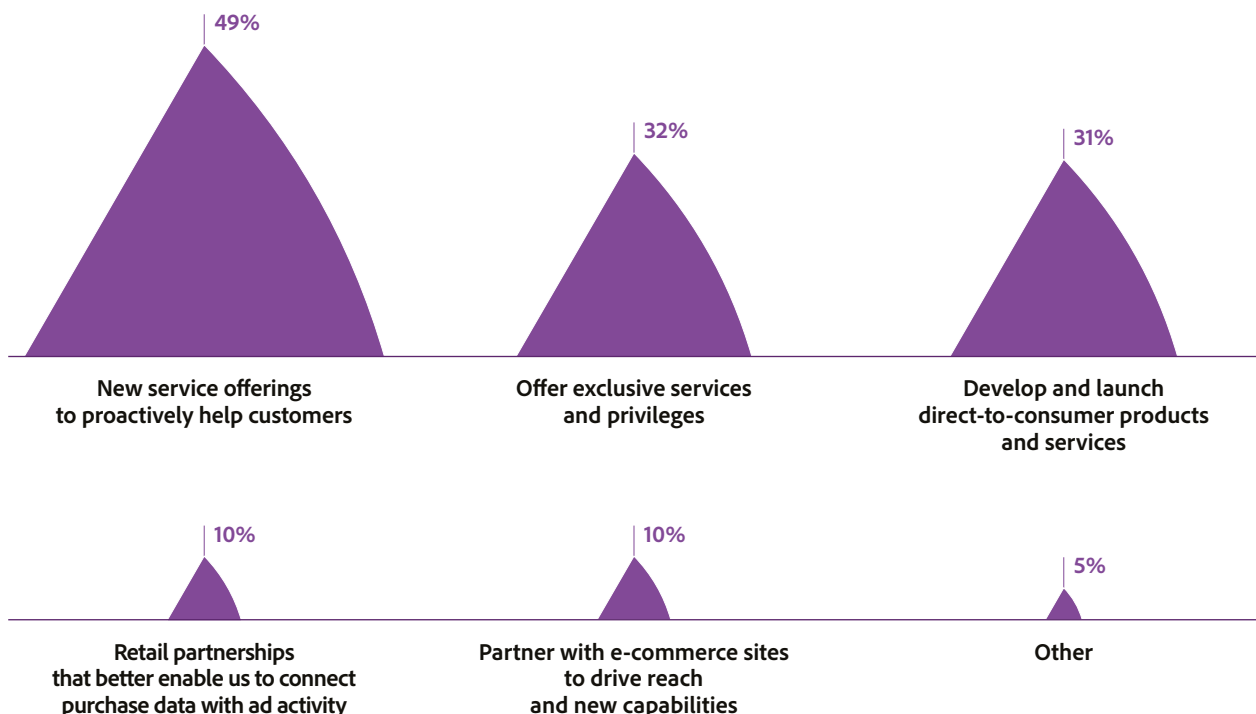 49%
32%
31%
New service offerings
to proactively help customers
Offer exclusive services
and privileges
Develop and launch
direct-to-consumer products
and services
10%
10%
5%
Retail partnerships
that better enable us to connect
purchase data with ad activity
Partner with e-commerce sites
to drive reach
and new capabilities
Other